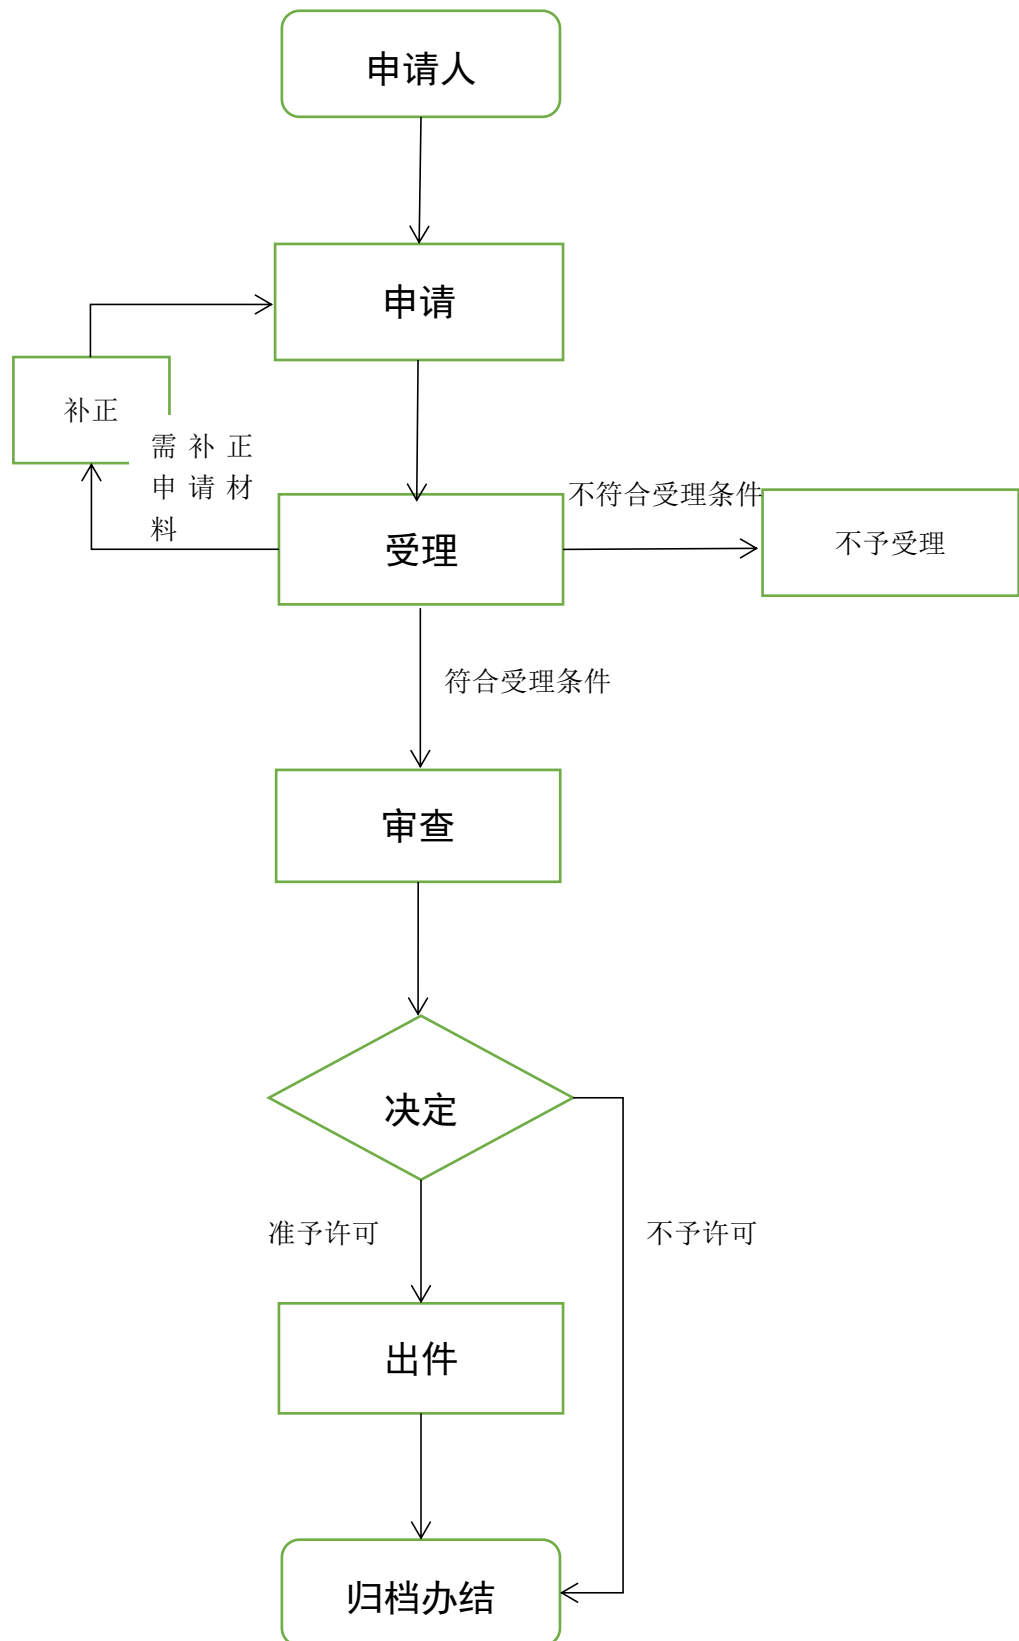 申请人
申请
补正
需补正
申请材
料
受理
不符合受理条件
不予受理
符合受理条件
审查
决定
准予许可
不予许可
出件
归档办结